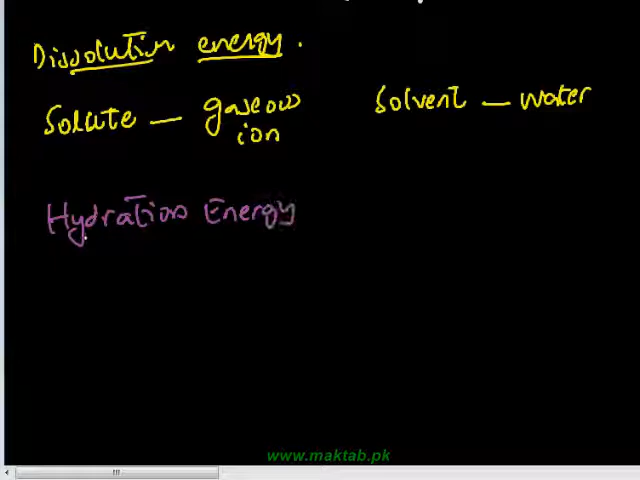 Dissolution energy.
Solute — gaseous ion
Solvent — water
Hydration Energy
www.maktab.pk